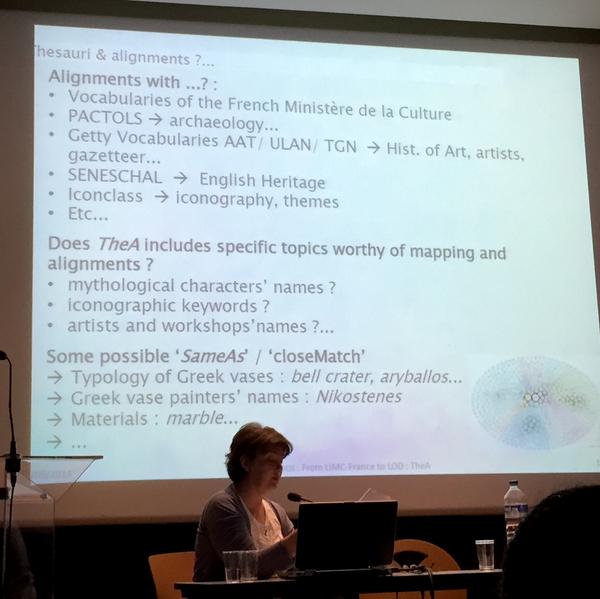 Thesauri & alignments ?...
Alignments with ...? :
• Vocabularies of the French Ministère de la Culture
• PACTOLS → archaeology...
• Getty Vocabularies AAT/ ULAN/ TGN → Hist. of Art, artists,
gazetteer...
• SENESCHAL → English Heritage
• Iconclass → iconography, themes
• Etc...
Does TheA includes specific topics worthy of mapping and
alignments ?
• mythological characters' names ?
• iconographic keywords ?
• artists and workshops'names ?...
Some possible 'SameAs' / 'closeMatch'
→ Typology of Greek vases : bell crater, aryballos...
→ Greek vase painters' names : Nikostenes
→ Materials : marble...
→ ...
: From LIMC-France to LOD : TheA